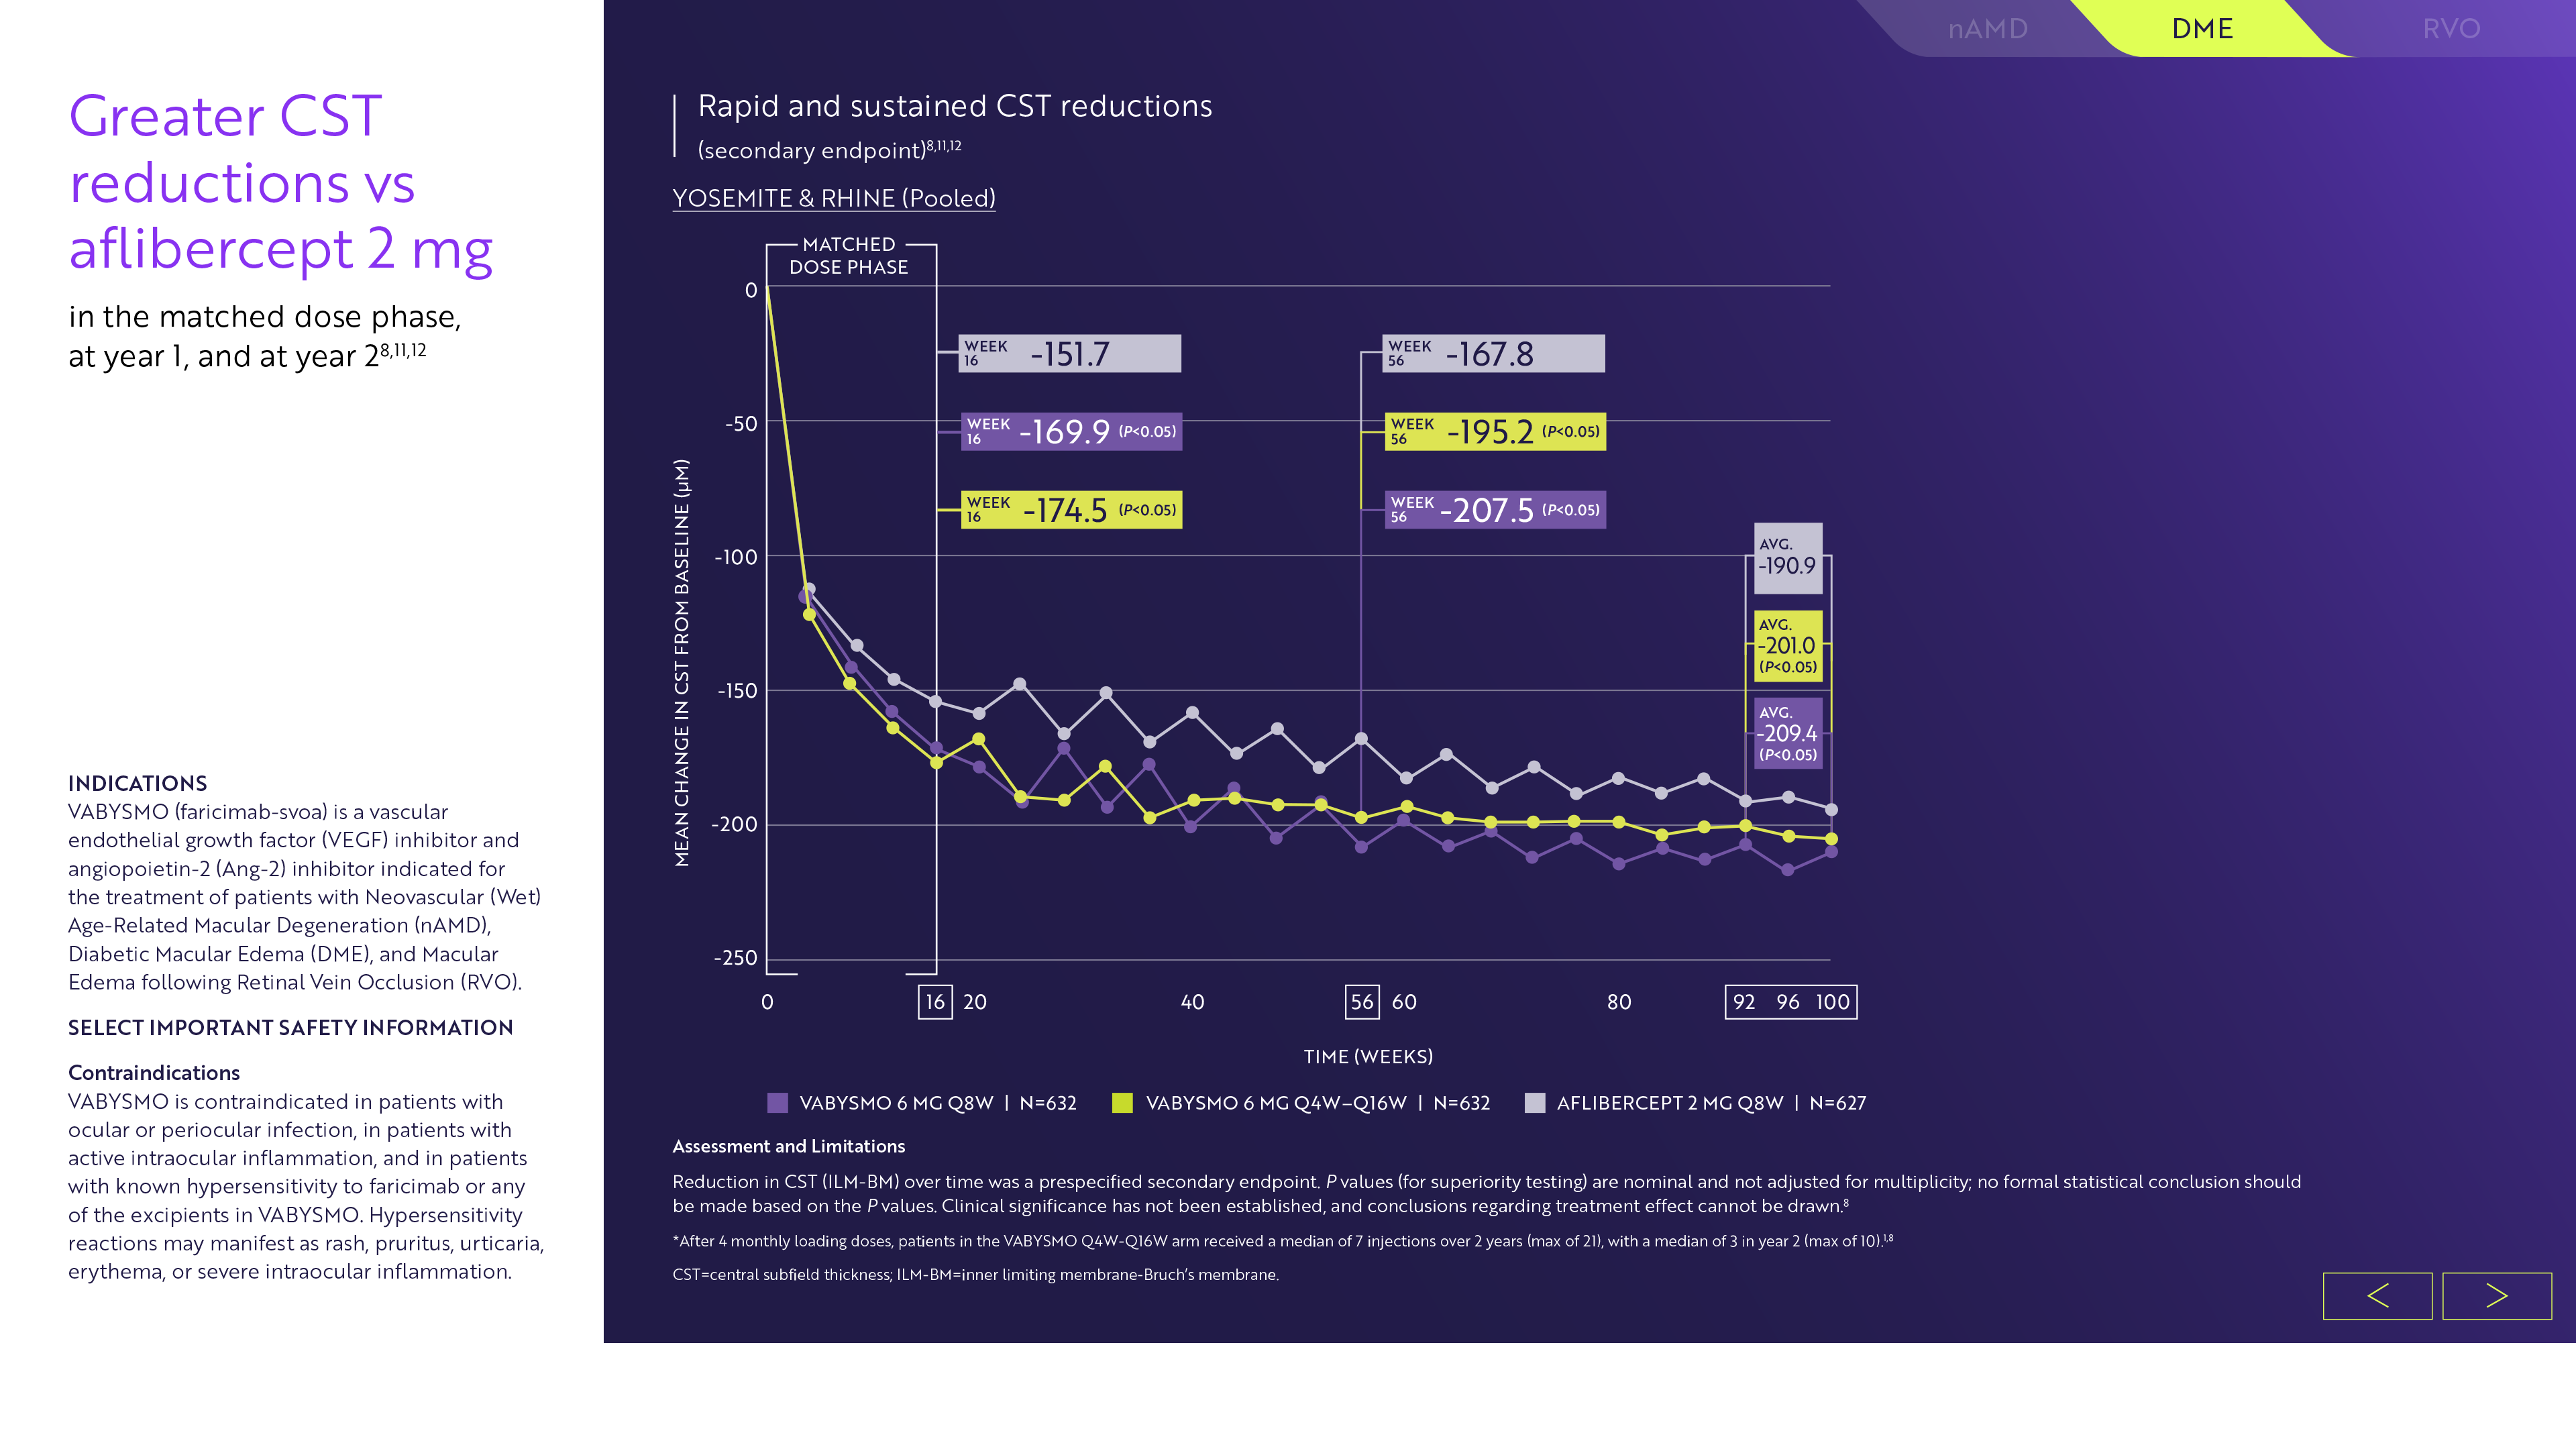 nAMD
DME
RVO
Greater CST
reductions vs
aflibercept 2 mg
in the matched dose phase,
at year 1, and at year 2⁸,¹¹,¹²
INDICATIONS
VABYSMO (faricimab-svoa) is a vascular
endothelial growth factor (VEGF) inhibitor and
angiopoietin-2 (Ang-2) inhibitor indicated for
the treatment of patients with Neovascular (Wet)
Age-Related Macular Degeneration (nAMD),
Diabetic Macular Edema (DME), and Macular
Edema following Retinal Vein Occlusion (RVO).
SELECT IMPORTANT SAFETY INFORMATION
Contraindications
VABYSMO is contraindicated in patients with
ocular or periocular infection, in patients with
active intraocular inflammation, and in patients
with known hypersensitivity to faricimab or any
of the excipients in VABYSMO. Hypersensitivity
reactions may manifest as rash, pruritus, urticaria,
erythema, or severe intraocular inflammation.
Rapid and sustained CST reductions
(secondary endpoint)⁸,¹¹,¹²
YOSEMITE & RHINE (Pooled)
MATCHED
DOSE PHASE
MEAN CHANGE IN CST FROM BASELINE (µM)
0
-50
-100
-150
-200
-250
WEEK 16 -151.7
WEEK 16 -169.9 (P<0.05)
WEEK 16 -174.5 (P<0.05)
WEEK 56 -167.8
WEEK 56 -195.2 (P<0.05)
WEEK 56 -207.5 (P<0.05)
AVG.
-190.9
AVG.
-201.0
(P<0.05)
AVG.
-209.4
(P<0.05)
0 16 20 40 56 60 80 92 96 100
TIME (WEEKS)
VABYSMO 6 MG Q8W | N=632 VABYSMO 6 MG Q4W–Q16W | N=632 AFLIBERCEPT 2 MG Q8W | N=627
Assessment and Limitations
Reduction in CST (ILM-BM) over time was a prespecified secondary endpoint. P values (for superiority testing) are nominal and not adjusted for multiplicity; no formal statistical conclusion should
be made based on the P values. Clinical significance has not been established, and conclusions regarding treatment effect cannot be drawn.⁸
*After 4 monthly loading doses, patients in the VABYSMO Q4W-Q16W arm received a median of 7 injections over 2 years (max of 21), with a median of 3 in year 2 (max of 10).¹,⁸
CST=central subfield thickness; ILM-BM=inner limiting membrane-Bruch’s membrane.
< >